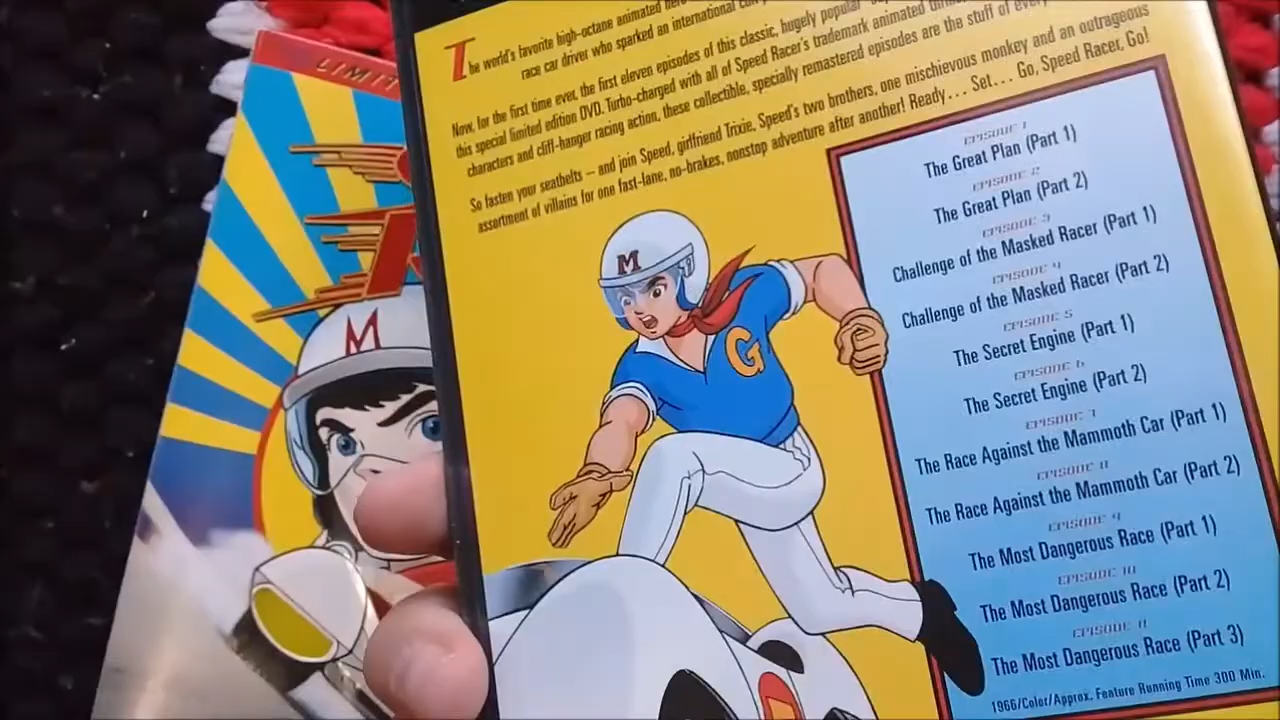 LIMIT
M
The world's favorite high-octane animated hero
race car driver who sparked an international
Now, for the first time ever, the first eleven episodes of this classic, hugely popular
this special limited edition DVD. Turbo-charged with all of Speed Racer's trademark animated
characters and cliff-hanger racing action, these collectible, specially remastered episodes are the stuff of
So fasten your seatbelts – and join Speed, girlfriend Trixie, Speed's two brothers, one mischievous monkey and an outrageous
assortment of villains for one fast-lane, no-brakes, nonstop adventure after another! Ready... Set... Go, Speed Racer, Go!
M
G
EPISODE 1
The Great Plan (Part 1)
EPISODE 2
The Great Plan (Part 2)
EPISODE 3
Challenge of the Masked Racer (Part 1)
EPISODE 4
Challenge of the Masked Racer (Part 2)
EPISODE 5
The Secret Engine (Part 1)
EPISODE 6
The Secret Engine (Part 2)
EPISODE 7
The Race Against the Mammoth Car (Part 1)
EPISODE 8
The Race Against the Mammoth Car (Part 2)
EPISODE 9
The Most Dangerous Race (Part 1)
EPISODE 10
The Most Dangerous Race (Part 2)
EPISODE 11
The Most Dangerous Race (Part 3)
1966/Color/Approx. Feature Running Time 300 Min.